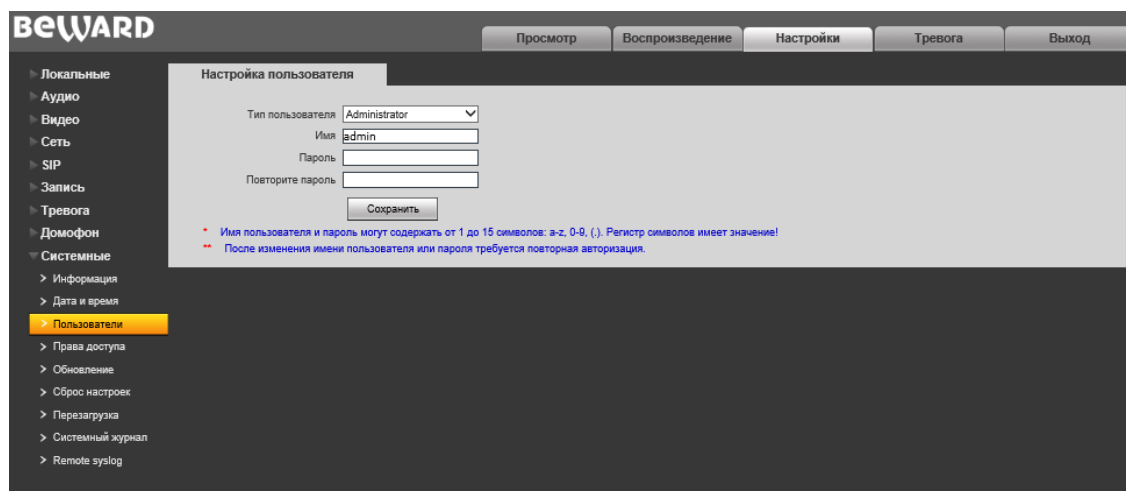 BEWARD
Просмотр Воспроизведение Настройки Тревога Выход
Локальные
Аудио
Видео
Сеть
SIP
Запись
Тревога
Домофон
Системные
Информация
Дата и время
Пользователи
Права доступа
Обновление
Сброс настроек
Перезагрузка
Системный журнал
Remote syslog
Настройка пользователя
Тип пользователя Administrator
Имя admin
Пароль
Повторите пароль
Сохранить
* Имя пользователя и пароль могут содержать от 1 до 15 символов: a-z, 0-9, (.). Регистр символов имеет значение!
** После изменения имени пользователя или пароля требуется повторная авторизация.